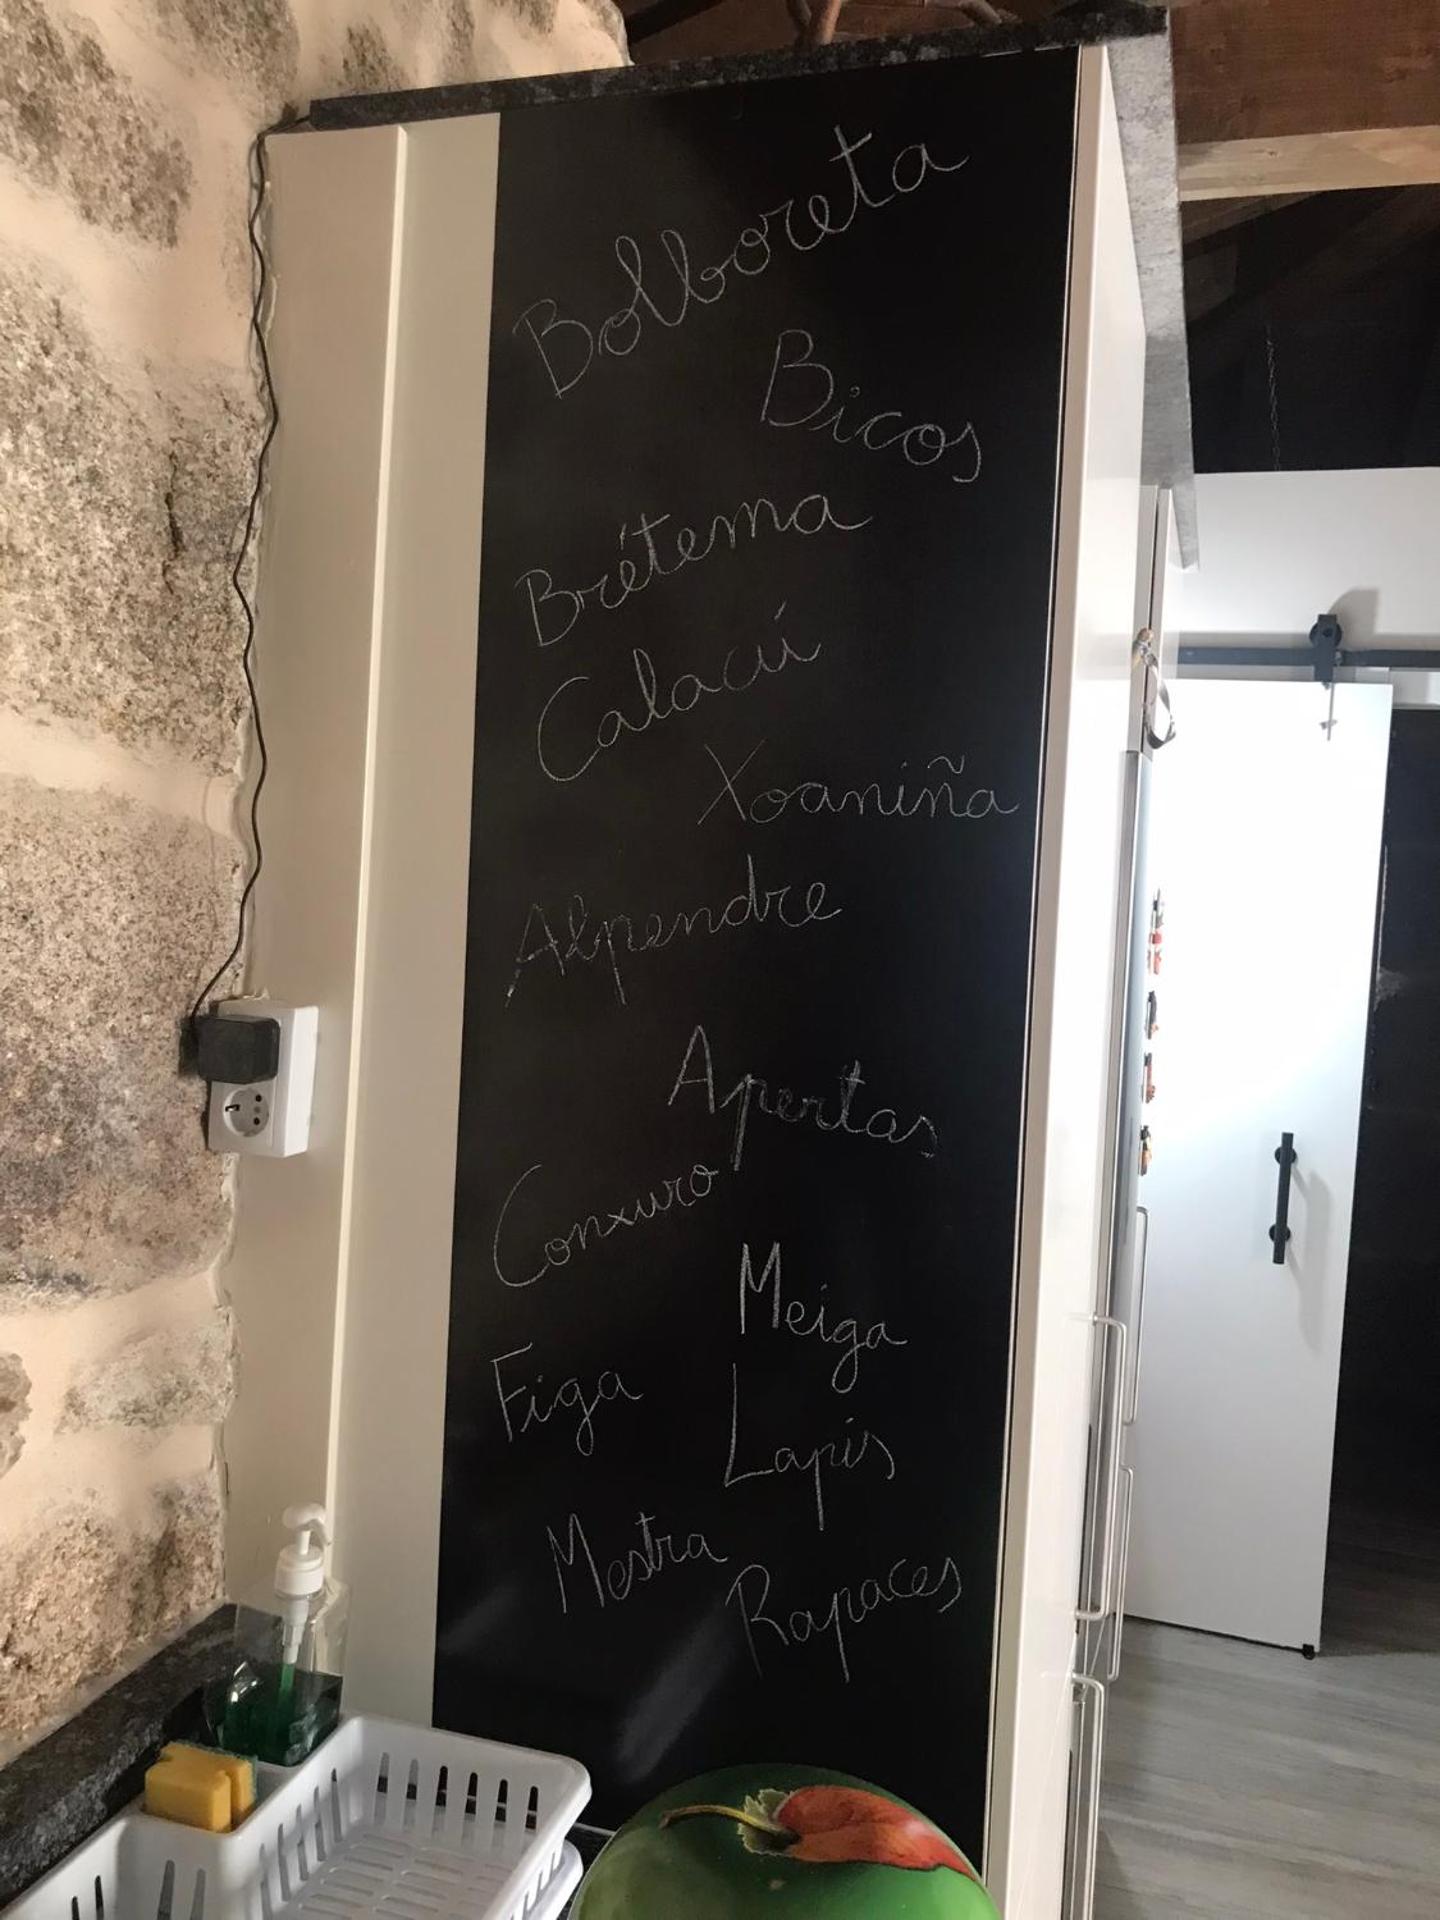 Bolboreta
Bicos
Brétema
Calacú
Xoaniña
Alpendre
Apertas
Conxuro
Meiga
Figa
Lapis
Mestra
Rapaces